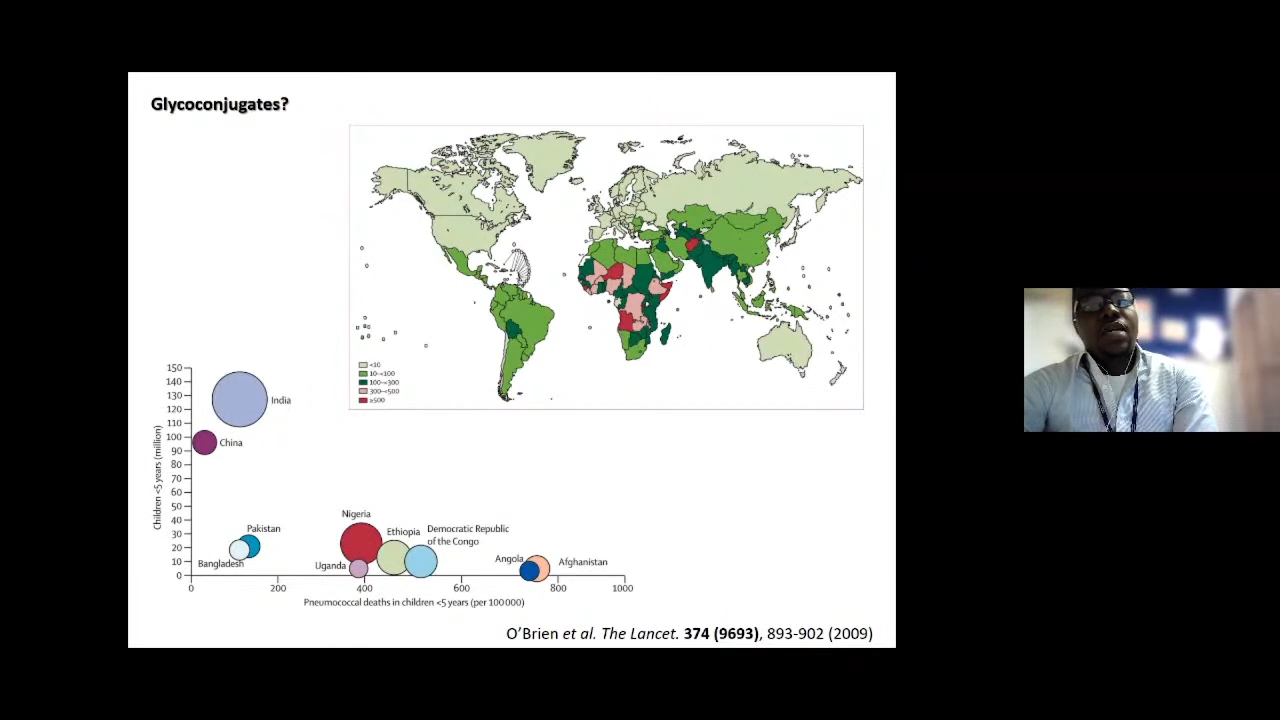 Glycoconjugates?
<10
10–<100
100–<300
300–<500
≥500
Children <5 years (million)
150
140
130
120
110
100
90
80
70
60
50
40
30
20
10
0
India
China
Pakistan
Bangladesh
Nigeria
Uganda
Ethiopia
Democratic Republic
of the Congo
Angola
Afghanistan
0
200
400
600
800
1000
Pneumococcal deaths in children <5 years (per 100 000)
O’Brien et al. The Lancet. 374 (9693), 893-902 (2009)